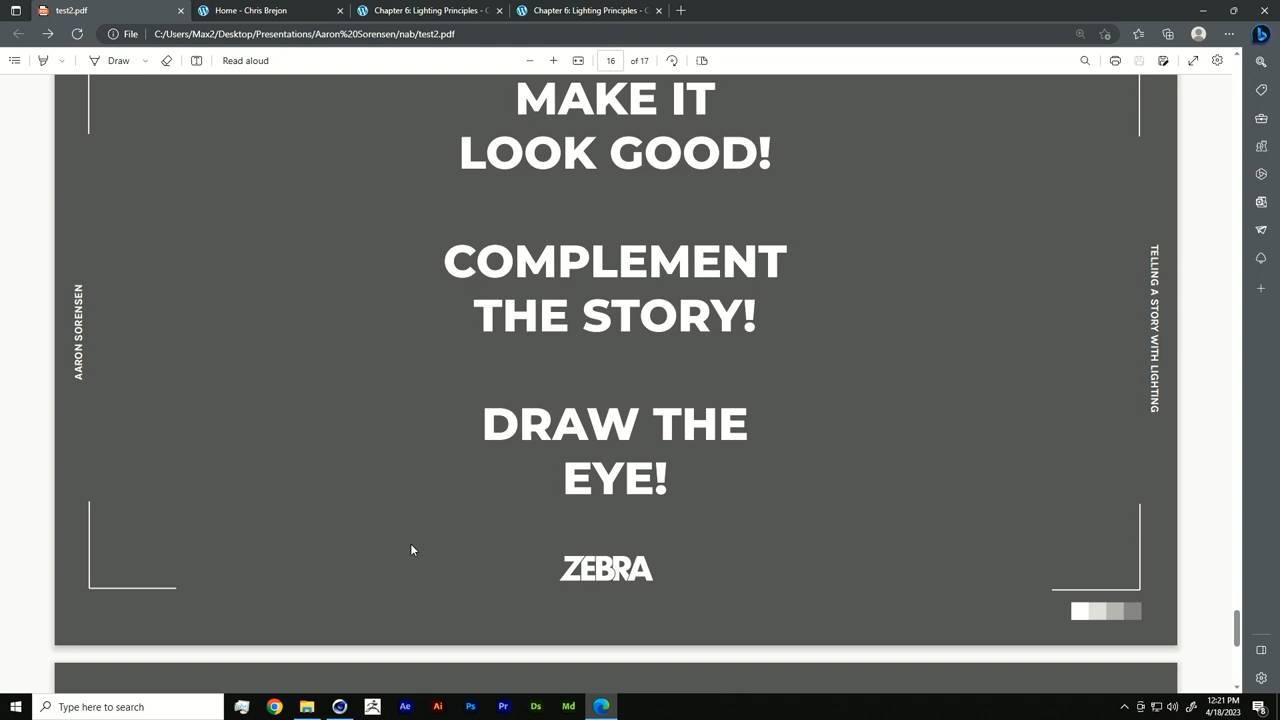 test2.pdf
Home - Chris Brejon
Chapter 6: Lighting Principles - C
Chapter 6: Lighting Principles - C
File
C:/Users/Max2/Desktop/Presentations/Aaron%20Sorensen/nab/test2.pdf
Draw
Read aloud
16 of 17
MAKE IT
LOOK GOOD!
COMPLEMENT
THE STORY!
DRAW THE
EYE!
AARON SORENSEN
TELLING A STORY WITH LIGHTING
ZEBRA
Type here to search
Ae Ai Ps Pr Ds Md
12:21 PM
4/18/2023